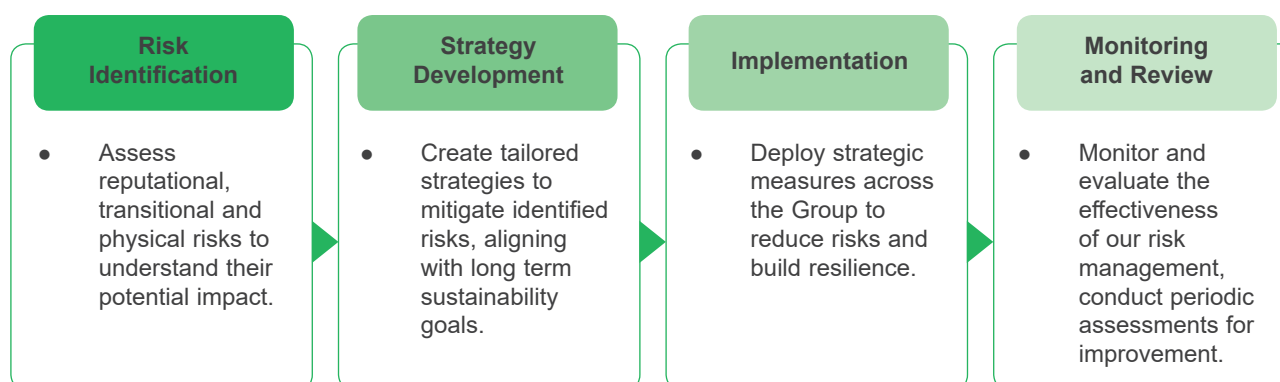 Risk
Identification
● Assess
reputational,
transitional and
physical risks to
understand their
potential impact.
Strategy
Development
● Create tailored
strategies to
mitigate identified
risks, aligning
with long term
sustainability
goals.
Implementation
● Deploy strategic
measures across
the Group to
reduce risks and
build resilience.
Monitoring
and Review
● Monitor and
evaluate the
effectiveness
of our risk
management,
conduct periodic
assessments for
improvement.